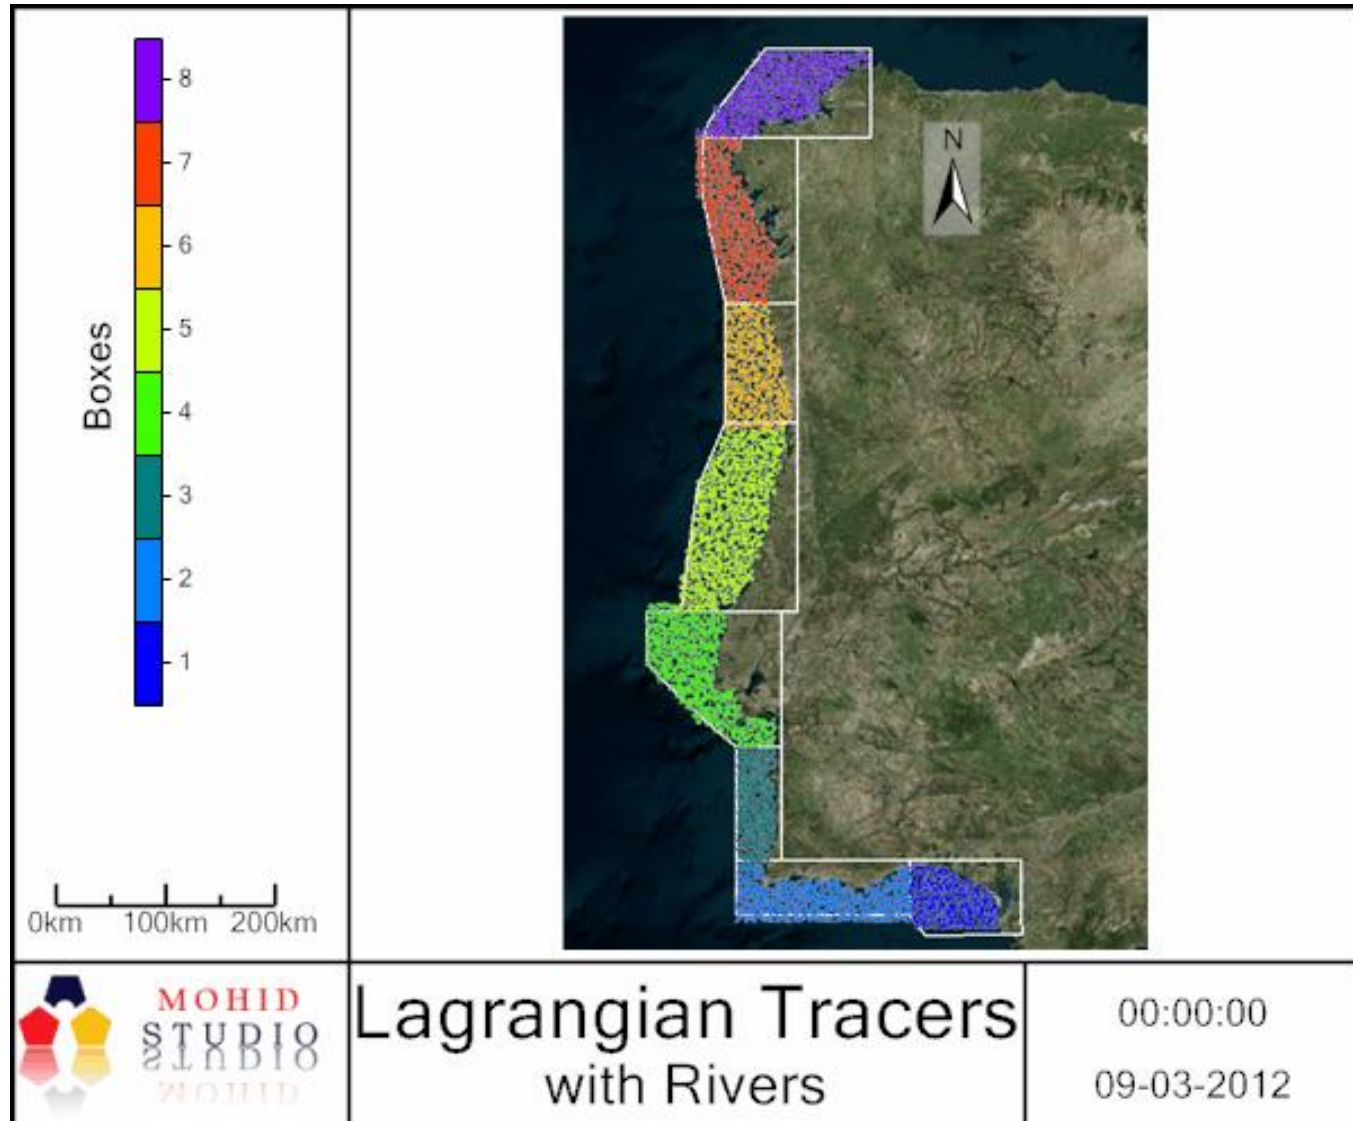 8
7
6
5
4
3
2
1
Boxes
N
0km 100km 200km
MOHID
STUDIO
Lagrangian Tracers
with Rivers
00:00:00
09-03-2012